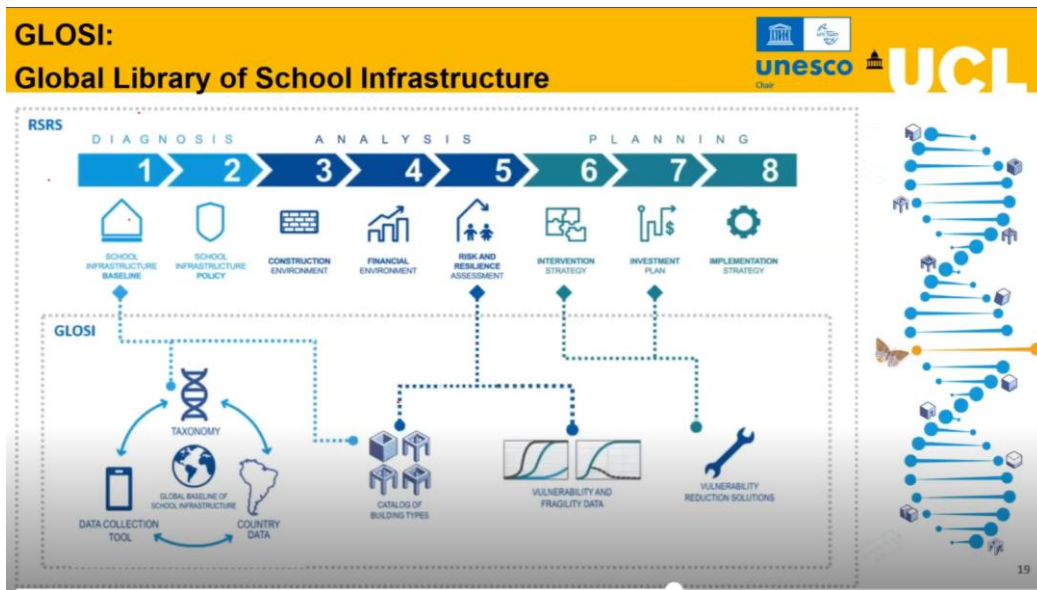 GLOSI:
Global Library of School Infrastructure
unesco
Chair
UCL
RSRS
DIAGNOSIS
ANALYSIS
PLANNING
1 2 3 4 5 6 7 8
SCHOOL
INFRASTRUCTURE
BASELINE
SCHOOL
INFRASTRUCTURE
POLICY
CONSTRUCTION
ENVIRONMENT
FINANCIAL
ENVIRONMENT
RISK AND
RESILIENCE
ASSESSMENT
INTERVENTION
STRATEGY
$
INVESTMENT
PLAN
IMPLEMENTATION
STRATEGY
GLOSI
TAXONOMY
GLOBAL BASELINE OF
SCHOOL INFRASTRUCTURE
DATA COLLECTION
TOOL
COUNTRY
DATA
CATALOG OF
BUILDING TYPES
VULNERABILITY AND
FRAGILITY DATA
VULNERABILITY
REDUCTION SOLUTIONS
19